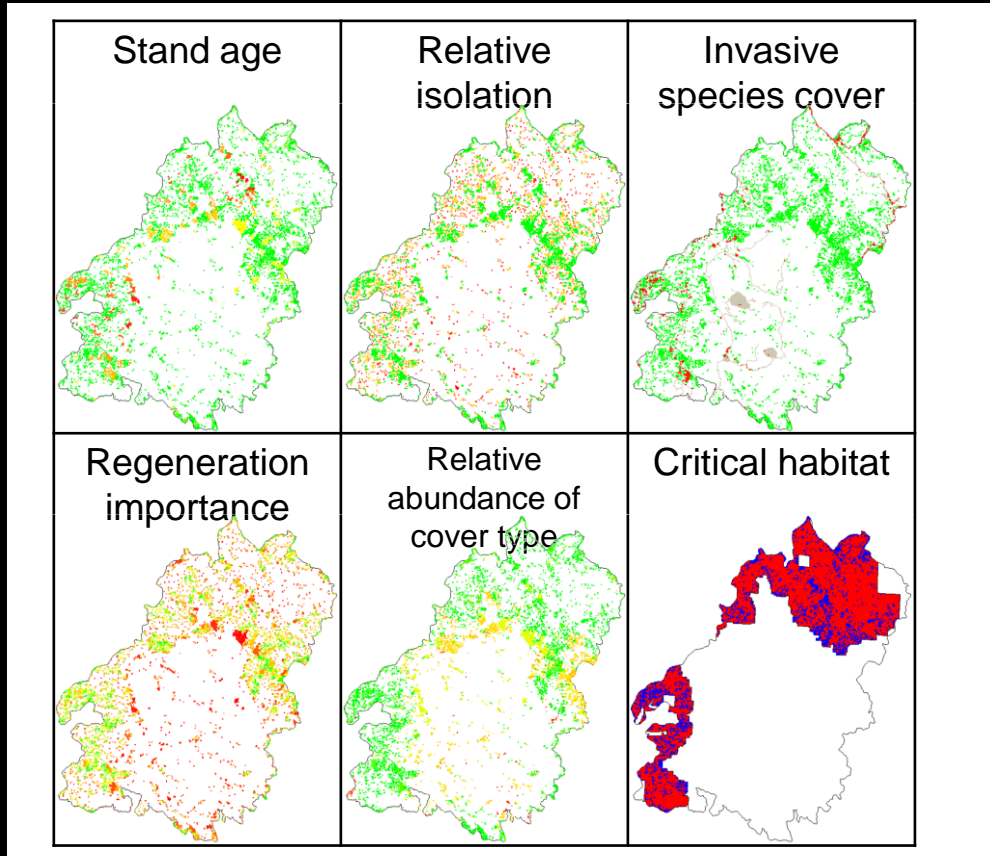 Stand age
Relative
isolation
Invasive
species cover
Regeneration
importance
Relative
abundance of
cover type
Critical habitat